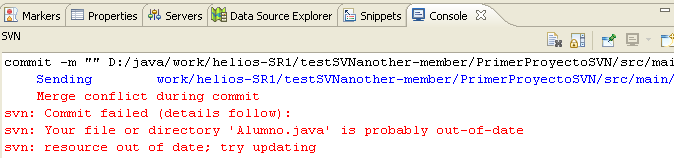 Markers Properties Servers Data Source Explorer Snippets Console
SVN
commit -m "" D:/java/work/helios-SR1/testSVNanother-member/PrimerProyectoSVN/src/mai
Sending work/helios-SR1/testSVNanother-member/PrimerProyectoSVN/src/main/
Merge conflict during commit
svn: Commit failed (details follow):
svn: Your file or directory 'Alumno.java' is probably out-of-date
svn: resource out of date; try updating